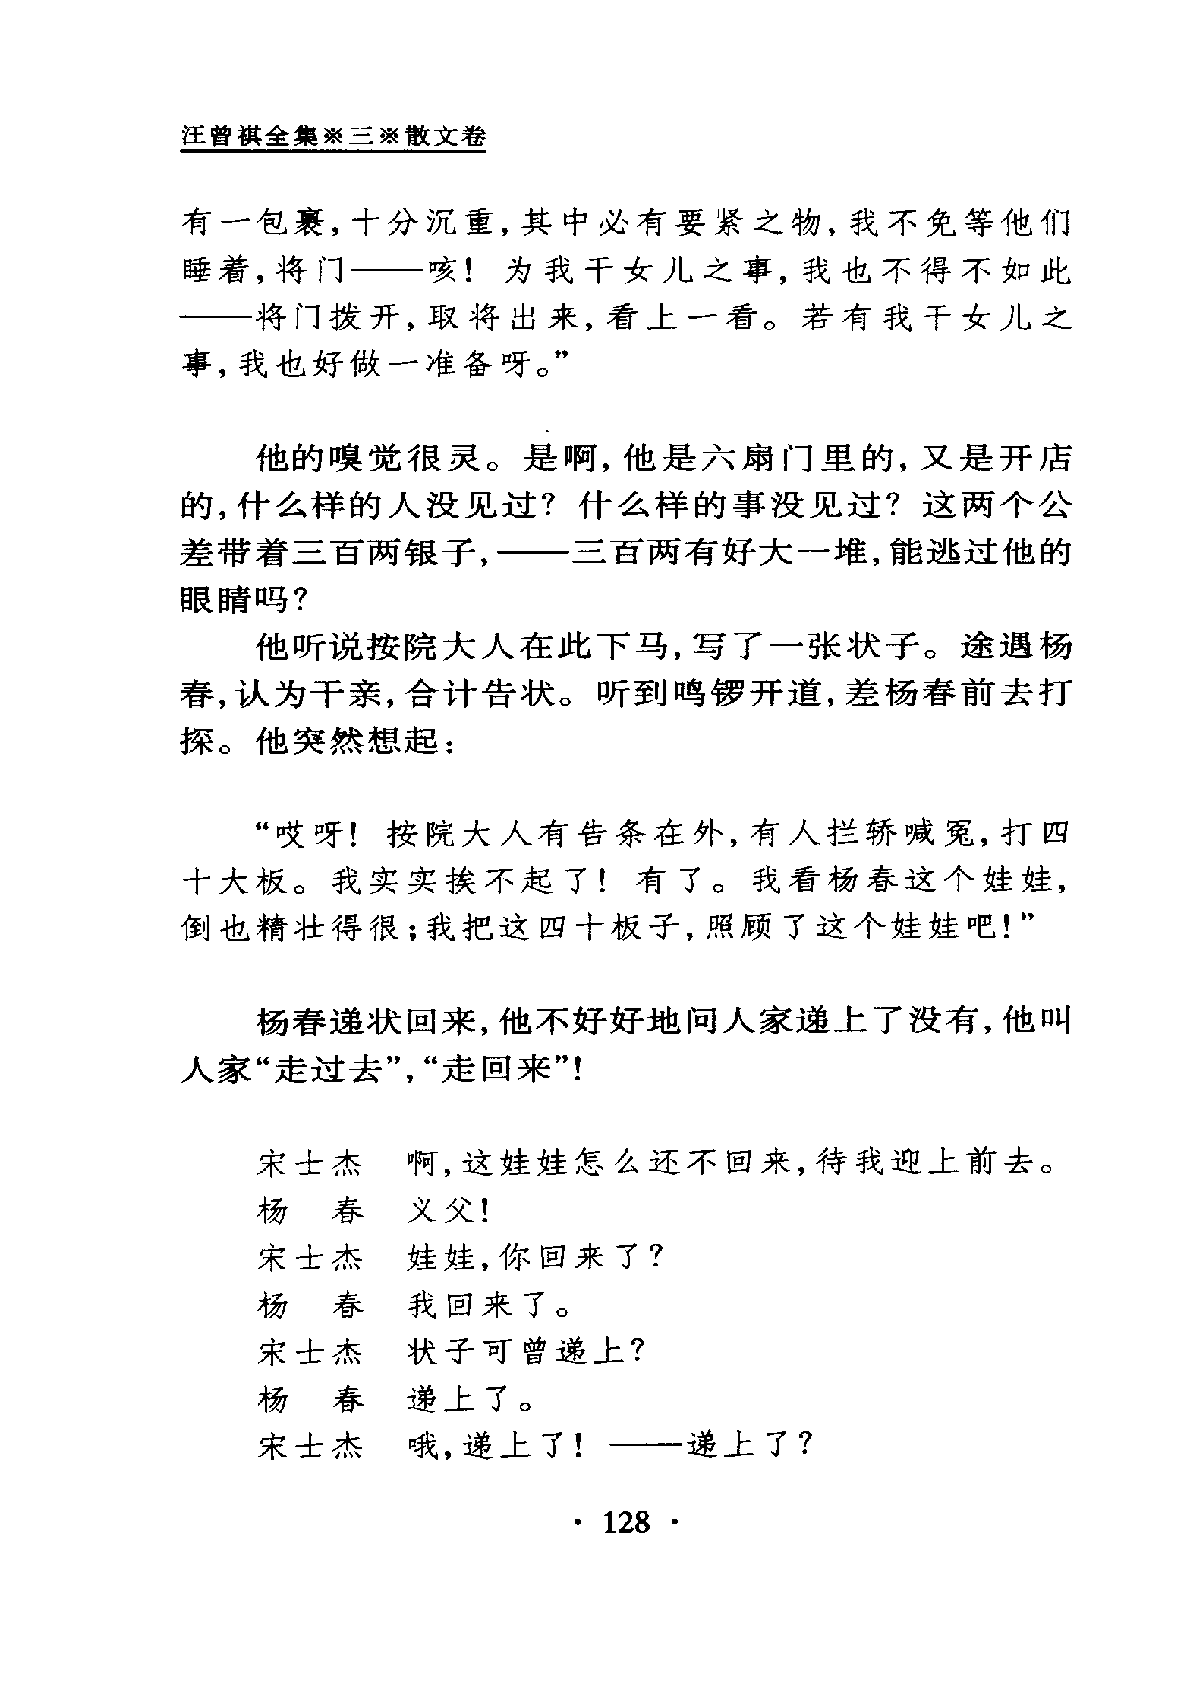 汪曾祺全集※三※散文卷
有一包裹,十分沉重,其中必有要紧之物,我不免等他们
睡着,将门——咳! 为我干女儿之事,我也不得不如此
——将门拨开,取将出来,看上一看。若有我干女儿之
事,我也好做一准备呀。”
他的嗅觉很灵。是啊,他是六扇门里的,又是开店
的,什么样的人没见过? 什么样的事没见过? 这两个公
差带着三百两银子,——三百两有好大一堆,能逃过他的
眼睛吗?
他听说按院大人在此下马,写了一张状子。途遇杨
春,认为干亲,合计告状。听到鸣锣开道,差杨春前去打
探。他突然想起:
“哎呀! 按院大人有告条在外,有人拦轿喊冤,打四
十大板。我实实挨不起了! 有了。我看杨春这个娃娃,
倒也精壮得很;我把这四十板子,照顾了这个娃娃吧!”
杨春递状回来,他不好好地问人家递上了没有,他叫
人家“走过去”,“走回来”!
宋士杰 啊,这娃娃怎么还不回来,待我迎上前去。
杨 春 义父!
宋士杰 娃娃,你回来了?
杨 春 我回来了。
宋士杰 状子可曾递上?
杨 春 递上了。
宋士杰 哦,递上了! ——递上了?
· 128 ·